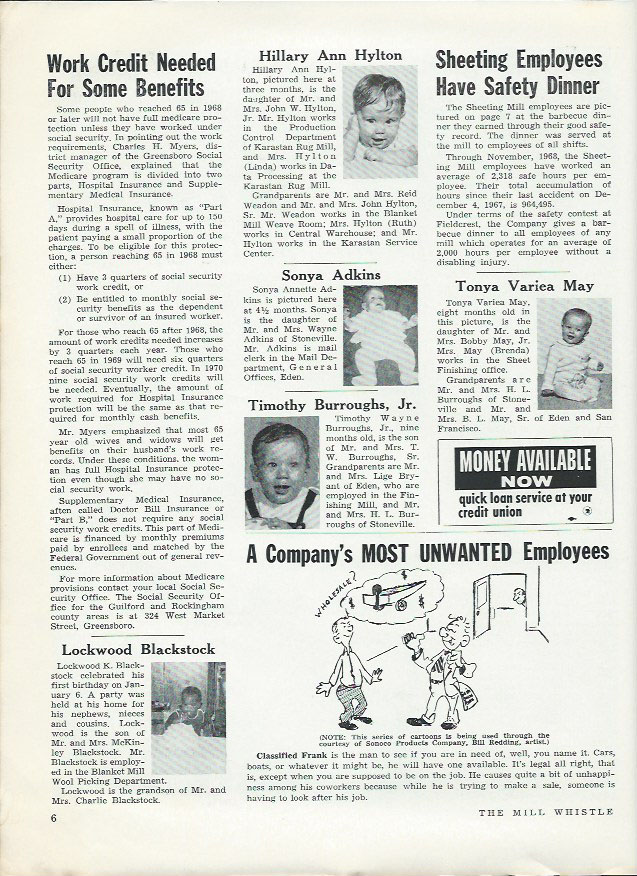 Work Credit Needed
For Some Benefits
Some people who reached 65 in 1968
or later will not have full medicare pro-
tection unless they have worked under
social security. In pointing out the work
requirements, Charles H. Myers, dis-
trict manager of the Greensboro Social
Security Office, explained that the
Medicare program is divided into two
parts, Hospital Insurance and Supple-
mentary Medical Insurance.
Hospital Insurance, known as "Part
A," provides hospital care for up to 150
days during a spell of illness, with the
patient paying a small proportion of the
charges. To be eligible for this protec-
tion, a person reaching 65 in 1968 must
either:
(1) Have 3 quarters of social security
work credit, or
(2) Be entitled to monthly social se-
curity benefits as the dependent
or survivor of an insured worker.
For those who reach 65 after 1968, the
amount of work credits needed increases
by 3 quarters each year. Those who
reach 65 in 1969 will need six quarters
of social security worker credit. In 1970
nine social security work credits will
be needed. Eventually, the amount of
work required for Hospital Insurance
protection will be the same as that re-
quired for monthly cash benefits.
Mr. Myers emphasized that most 65
year old wives and widows will get
benefits on their husband's work re-
cords. Under these conditions, the wom-
an has full Hospital Insurance protec-
tion even though she may have no so-
cial security work.
Supplementary Medical Insurance,
often called Doctor Bill Insurance or
"Part B," does not require any social
security work credits. This part of Medi-
care is financed by monthly premiums
paid by enrollees and matched by the
Federal Government out of general rev-
enues.
For more information about Medicare
provisions contact your local Social Se-
curity Office. The Social Security Of-
fice for the Guilford and Rockingham
county areas is at 324 West Market
Street, Greensboro.
Lockwood Blackstock
Lockwood K. Black-
stock celebrated his
first birthday on Jan-
uary 6. A party was
held at his home for
his nephews, nieces
and cousins. Lock-
wood is the son of
Mr. and Mrs. McKin-
ley Blackstock. Mr.
Blackstock is employ-
ed in the Blanket Mill
Wool Picking Department.
Lockwood is the grandson of Mr. and
Mrs. Charlie Blackstock.
Hillary Ann Hylton
Hillary Ann Hyl-
ton, pictured here at
three months, is the
daughter of Mr. and
Mrs. John W. Hylton,
Jr. Mr. Hylton works
in the Production
Control Department
of Karastan Rug Mill,
and Mrs. Hylton
(Linda) works in Da-
ta Processing at the
Karastan Rug Mill.
Grandparents are Mr. and Mrs. Reid
Weadon and Mr. and Mrs. John Hylton,
Sr. Mr. Weadon works in the Blanket
Mill Weave Room; Mrs. Hylton (Ruth)
works in Central Warehouse; and Mr.
Hylton works in the Karastan Service
Center.
Sonya Adkins
Sonya Annette Ad-
kins is pictured here
at 4½ months. Sonya
is the daughter of
Mr. and Mrs. Wayne
Adkins of Stoneville.
Mr. Adkins is mail
clerk in the Mail De-
partment, General
Offices, Eden.
Timothy Burroughs, Jr.
Timothy Wayne
Burroughs, Jr., nine
months old, is the son
of Mr. and Mrs. T.
W. Burroughs, Sr.
Grandparents are Mr.
and Mrs. Lige Bry-
ant of Eden, who are
employed in the Fin-
ishing Mill, and Mr.
and Mrs. H. L. Bur-
roughs of Stoneville.
Sheeting Employees
Have Safety Dinner
The Sheeting Mill employees are pic-
tured on page 7 at the barbecue din-
ner they earned through their good safe-
ty record. The dinner was served at
the mill to employees of all shifts.
Through November, 1968, the Sheet-
ing Mill employees have worked an
average of 2,318 safe hours per em-
ployee. Their total accumulation of
hours since their last accident on De-
cember 4, 1967, is 964,495.
Under terms of the safety contest at
Fieldcrest, the Company gives a bar-
becue dinner to all employees of any
mill which operates for an average of
2,000 hours per employee without a
disabling injury.
Tonya Variea May
Tonya Variea May,
eight months old in
this picture, is the
daughter of Mr. and
Mrs. Bobby May, Jr.
Mrs. May (Brenda)
works in the Sheet
Finishing office.
Grandparents are
Mr. and Mrs. H. L.
Burroughs of Stone-
ville and Mr. and
Mrs. B. L. May, Sr. of Eden and San
Francisco.
MONEY AVAILABLE
NOW
quick loan service at your
credit union
A Company's MOST UNWANTED Employees
WHOLESALE?
$ $ $
(NOTE: This series of cartoons is being used through the
courtesy of Sonoco Products Company, Bill Redding, artist.)
Classified Frank is the man to see if you are in need of, well, you name it. Cars,
boats, or whatever it might be, he will have one available. It's legal all right, that
is, except when you are supposed to be on the job. He causes quite a bit of unhappi-
ness among his coworkers because while he is trying to make a sale, someone is
having to look after his job.
6
THE MILL WHISTLE